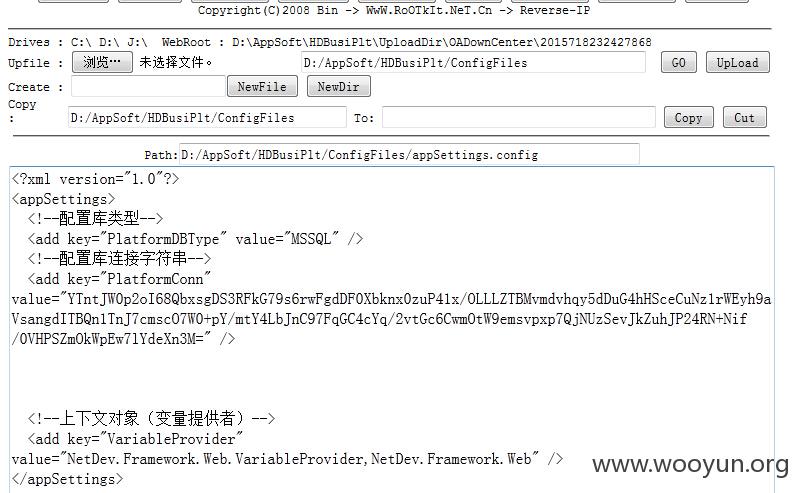 Copyright(C)2008 Bin -> WwW.RoOTkIt.NeT.Cn -> Reverse-IP
Drives : C:\ D:\ J:\ WebRoot : D:\AppSoft\HDBusiPlt\UploadDir\OADownCenter\2015718232427868
Upfile : 浏览… 未选择文件。 D:/AppSoft/HDBusiPlt/ConfigFiles GO UpLoad
Create : NewFile NewDir
Copy : D:/AppSoft/HDBusiPlt/ConfigFiles To: Copy Cut
Path:D:/AppSoft/HDBusiPlt/ConfigFiles/appSettings.config
<?xml version="1.0"?>
<appSettings>
<!--配置库类型-->
<add key="PlatformDBType" value="MSSQL" />
<!--配置库连接字符串-->
<add key="PlatformConn"
value="YTntJW0p2oI68QbxsgDS3RFkG79s6rwFgdDF0Xbknx0zuP41x/OLLLZTBMvmdvhqy5dDuG4hHSceCuNz1rWEyh9a
VsangdITBQn1TnJ7cmscO7W0+pY/mtY4LbJnC97FqGC4cYq/2vtGc6CwmOtW9emsvpxp7QjNUzSevJkZuhJP24RN+Nif
/0VHPSZmOkWpEw7lYdeXn3M=" />
<!--上下文对象（变量提供者）-->
<add key="VariableProvider"
value="NetDev.Framework.Web.VariableProvider,NetDev.Framework.Web" />
</appSettings>
www.wooyun.org